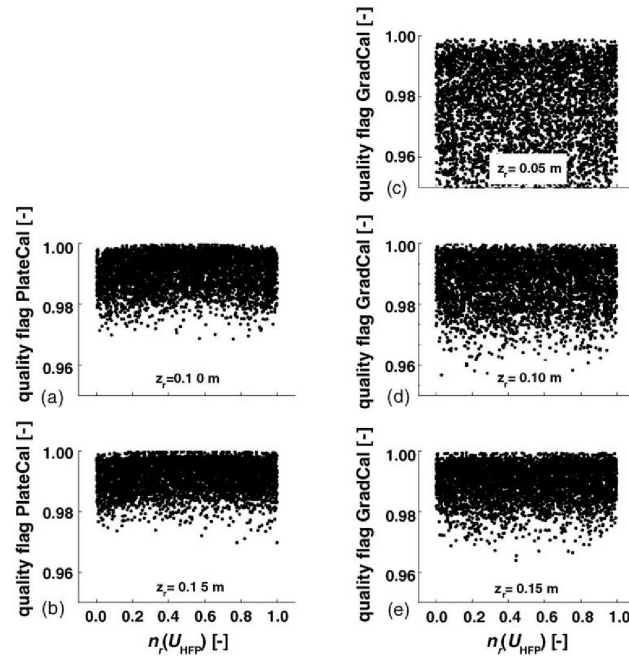 1.00
0.98
0.96
quality flag GradCal [-]
(c)
z_r = 0.05 m
1.00
0.98
0.96
quality flag PlateCal [-]
(a)
z_r=0.1 0 m
1.00
0.98
0.96
quality flag GradCal [-]
(d)
z_r = 0.10 m
1.00
0.98
0.96
quality flag PlateCal [-]
(b)
z_r= 0.1 5 m
0.0 0.2 0.4 0.6 0.8 1.0
n_r(U_HFP) [-]
1.00
0.98
0.96
quality flag GradCal [-]
(e)
z_r = 0.15 m
0.0 0.2 0.4 0.6 0.8 1.0
n_r(U_HFP) [-]